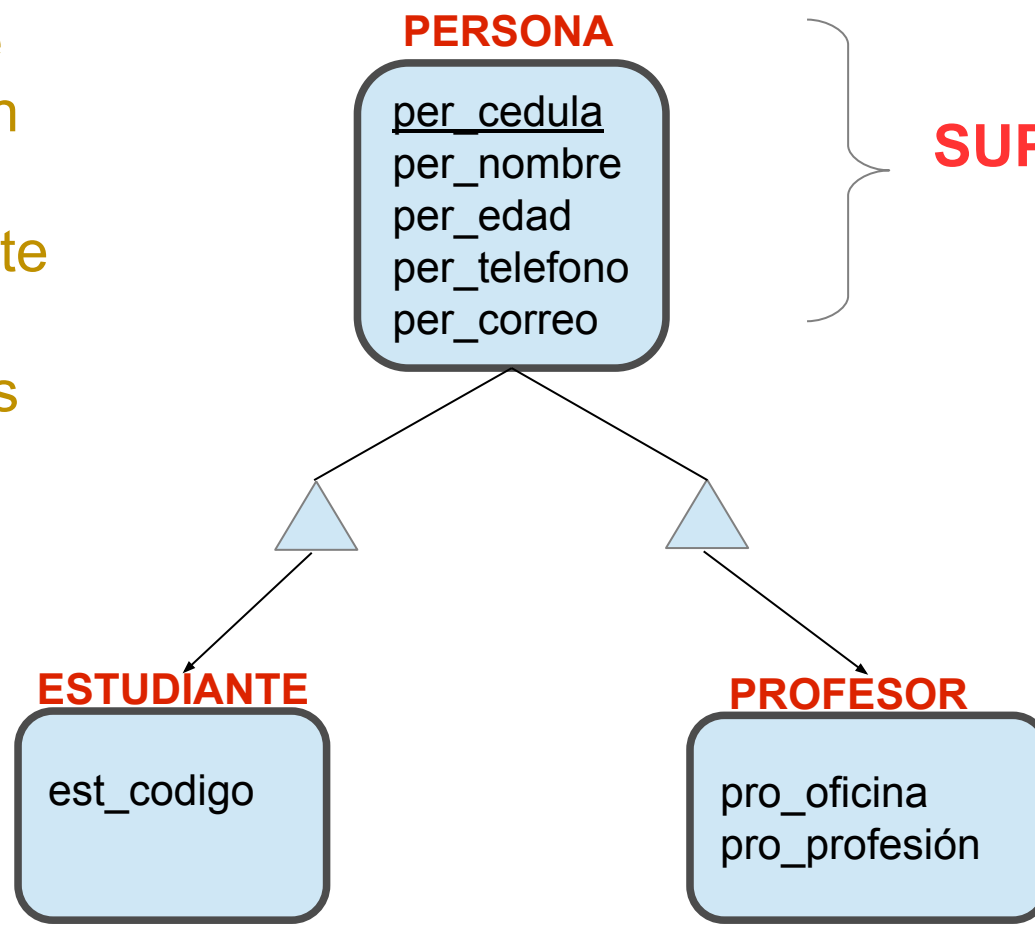 PERSONA
per_cedula
per_nombre
per_edad
per_telefono
per_correo
ESTUDIANTE
est_codigo
PROFESOR
pro_oficina
pro_profesión